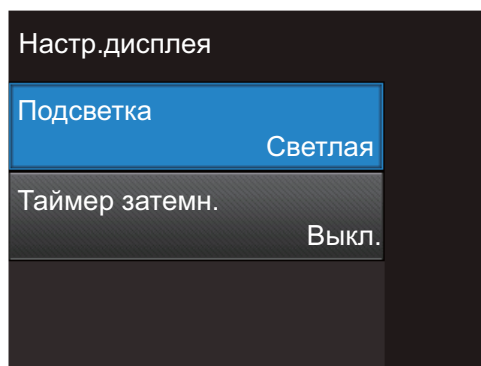 Настр.дисплея
Подсветка
Светлая
Таймер затемн.
Выкл.